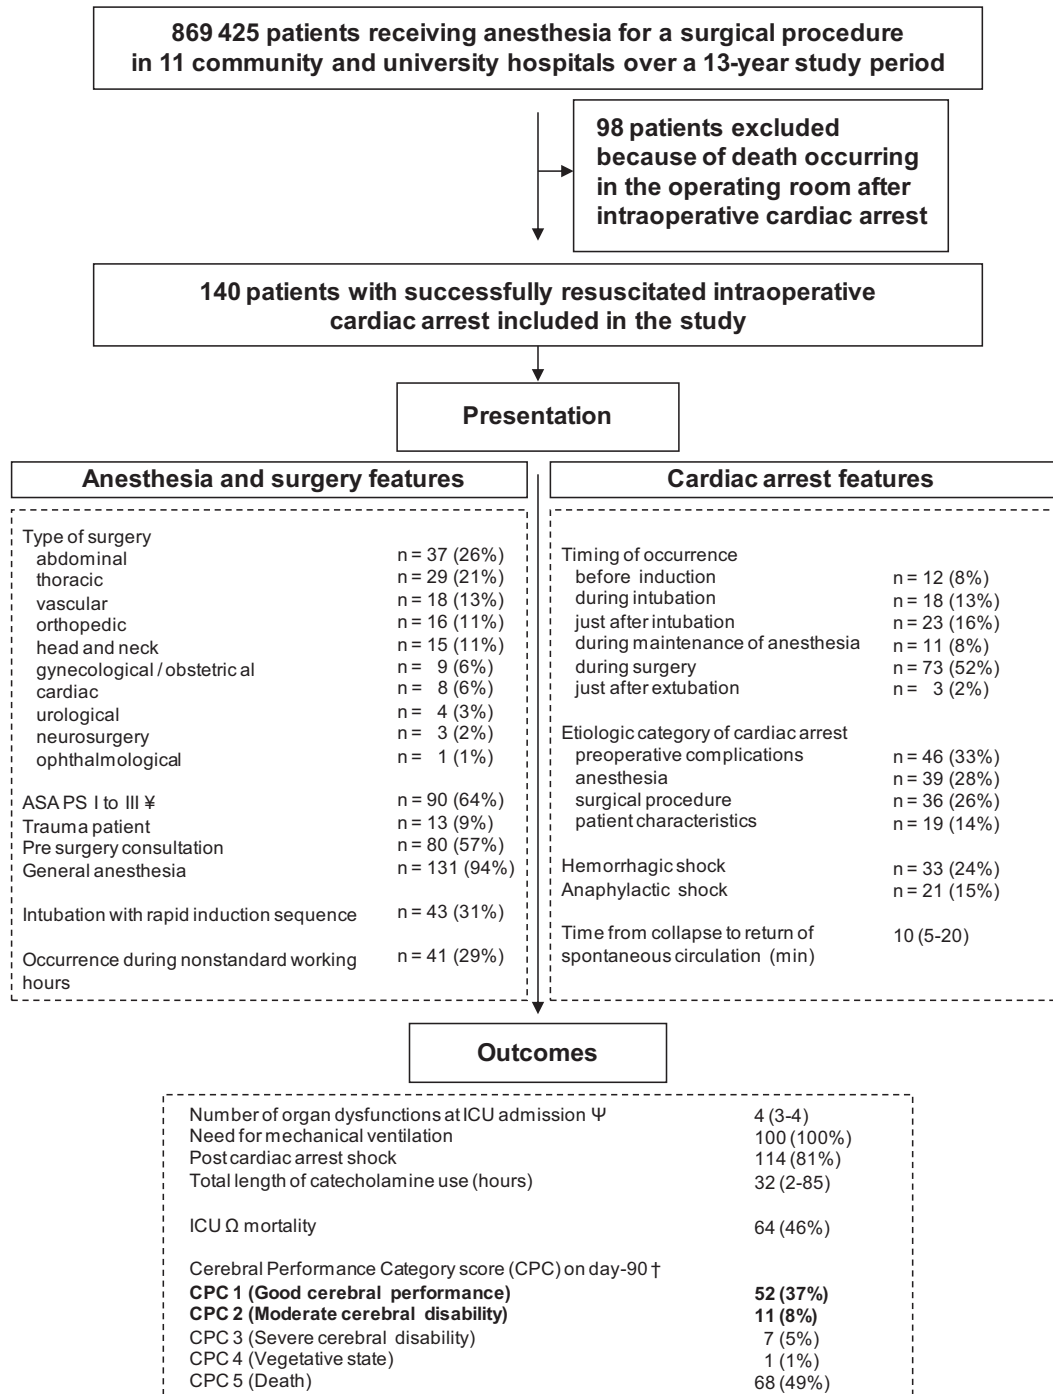 869 425 patients receiving anesthesia for a surgical procedure
in 11 community and university hospitals over a 13-year study period
98 patients excluded
because of death occurring
in the operating room after
intraoperative cardiac arrest
140 patients with successfully resuscitated intraoperative
cardiac arrest included in the study
Presentation
Anesthesia and surgery features
Type of surgery
abdominal n = 37 (26%)
thoracic n = 29 (21%)
vascular n = 18 (13%)
orthopedic n = 16 (11%)
head and neck n = 15 (11%)
gynecological / obstetric al n = 9 (6%)
cardiac n = 8 (6%)
urological n = 4 (3%)
neurosurgery n = 3 (2%)
ophthalmological n = 1 (1%)
ASA PS I to III ¥ n = 90 (64%)
Trauma patient n = 13 (9%)
Pre surgery consultation n = 80 (57%)
General anesthesia n = 131 (94%)
Intubation with rapid induction sequence n = 43 (31%)
Occurrence during nonstandard working n = 41 (29%)
hours
Cardiac arrest features
Timing of occurrence
before induction n = 12 (8%)
during intubation n = 18 (13%)
just after intubation n = 23 (16%)
during maintenance of anesthesia n = 11 (8%)
during surgery n = 73 (52%)
just after extubation n = 3 (2%)
Etiologic category of cardiac arrest
preoperative complications n = 46 (33%)
anesthesia n = 39 (28%)
surgical procedure n = 36 (26%)
patient characteristics n = 19 (14%)
Hemorrhagic shock n = 33 (24%)
Anaphylactic shock n = 21 (15%)
Time from collapse to return of 10 (5-20)
spontaneous circulation (min)
Outcomes
Number of organ dysfunctions at ICU admission Ψ 4 (3-4)
Need for mechanical ventilation 100 (100%)
Post cardiac arrest shock 114 (81%)
Total length of catecholamine use (hours) 32 (2-85)
ICU Ω mortality 64 (46%)
Cerebral Performance Category score (CPC) on day-90 †
CPC 1 (Good cerebral performance) 52 (37%)
CPC 2 (Moderate cerebral disability) 11 (8%)
CPC 3 (Severe cerebral disability) 7 (5%)
CPC 4 (Vegetative state) 1 (1%)
CPC 5 (Death) 68 (49%)